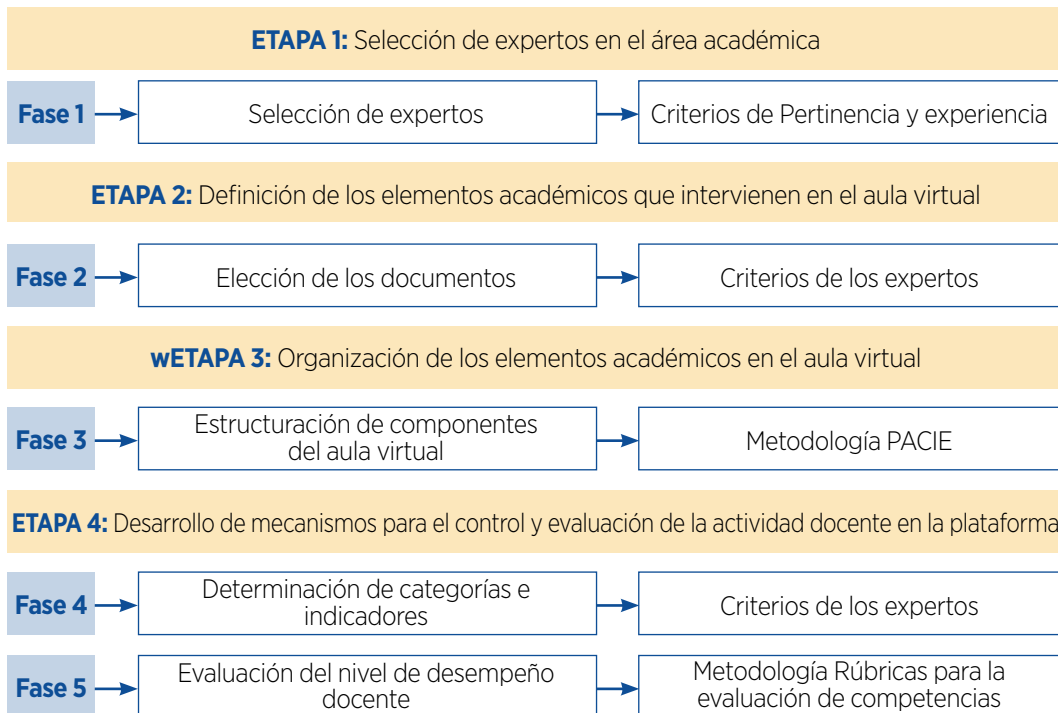 ETAPA 1: Selección de expertos en el área académica
Fase 1
Selección de expertos
Criterios de Pertinencia y experiencia
ETAPA 2: Definición de los elementos académicos que intervienen en el aula virtual
Fase 2
Elección de los documentos
Criterios de los expertos
wETAPA 3: Organización de los elementos académicos en el aula virtual
Fase 3
Estructuración de componentes
del aula virtual
Metodología PACIE
ETAPA 4: Desarrollo de mecanismos para el control y evaluación de la actividad docente en la plataforma
Fase 4
Determinación de categorías e
indicadores
Criterios de los expertos
Fase 5
Evaluación del nivel de desempeño
docente
Metodología Rúbricas para la
evaluación de competencias